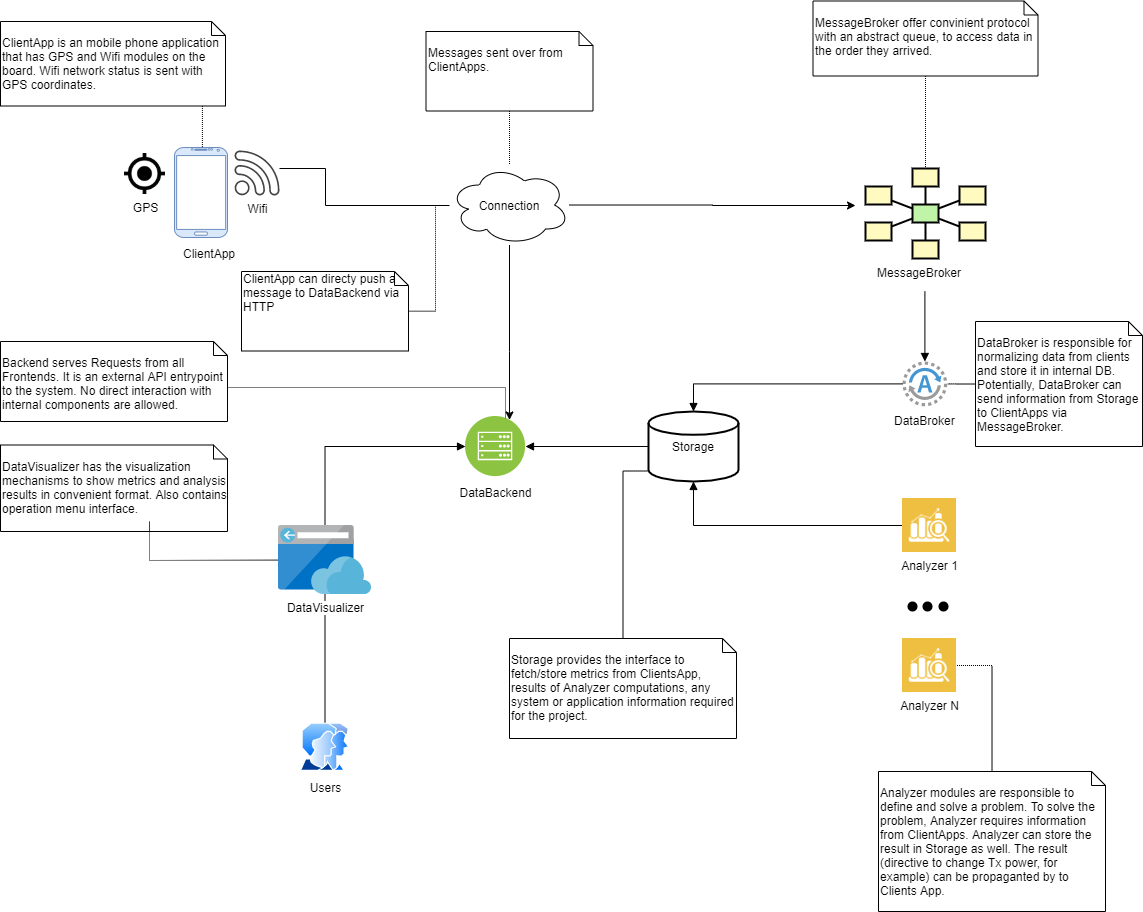 ClientApp is an mobile phone application
that has GPS and Wifi modules on the
board. Wifi network status is sent with
GPS coordinates.
Messages sent over from
ClientApps.
MessageBroker offer convinient protocol
with an abstract queue, to access data in
the order they arrived.
GPS
Wifi
ClientApp
Connection
MessageBroker
ClientApp can directy push a
message to DataBackend via
HTTP
Backend serves Requests from all
Frontends. It is an external API entrypoint
to the system. No direct interaction with
internal components are allowed.
DataBroker is responsible for
normalizing data from clients
and store it in internal DB.
Potentially, DataBroker can
send information from Storage
to ClientApps via
MessageBroker.
A
DataBroker
Storage
DataBackend
DataVisualizer has the visualization
mechanisms to show metrics and analysis
results in convenient format. Also contains
operation menu interface.
DataVisualizer
Analyzer 1
Storage provides the interface to
fetch/store metrics from ClientsApp,
results of Analyzer computations, any
system or application information required
for the project.
Analyzer N
Users
Analyzer modules are responsible to
define and solve a problem. To solve the
problem, Analyzer requires information
from ClientApps. Analyzer can store the
result in Storage as well. The result
(directive to change Tx power, for
example) can be propaganted by to
Clients App.